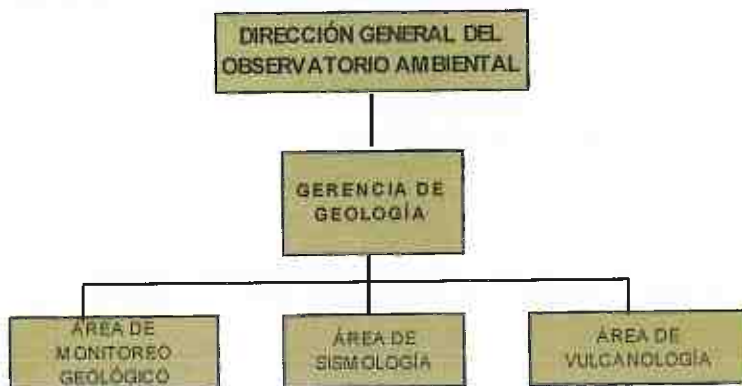 DIRECCIÓN GENERAL DEL
OBSERVATORIO AMBIENTAL
GERENCIA DE
GEOLOGÍA
ÁREA DE
MONITOREO
GEOLÓGICO
ÁREA DE
SISMOLOGÍA
ÁREA DE
VULCANOLOGÍA